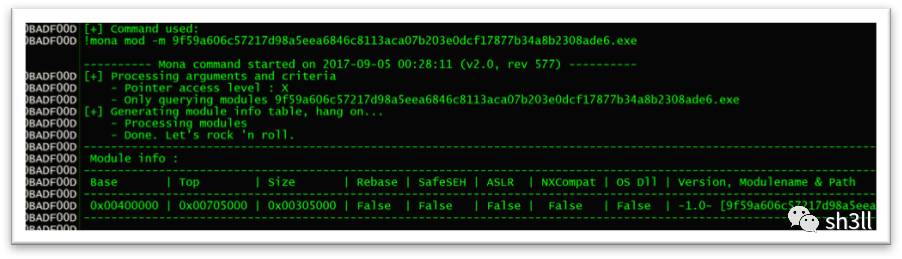 0BADF00D [+] Command used:
0BADF00D !mona mod -m 9f59a606c57217d98a5eea6846c8113aca07b203e0dcf17877b34a8b2308ade6.exe
---------- Mona command started on 2017-09-05 00:28:11 (v2.0, rev 577) ----------
0BADF00D [+] Processing arguments and criteria
0BADF00D - Pointer access level : X
0BADF00D - Only querying modules 9f59a606c57217d98a5eea6846c8113aca07b203e0dcf17877b34a8b2308ade6.exe
0BADF00D [+] Generating module info table, hang on...
0BADF00D - Processing modules
0BADF00D - Done. Let's rock 'n roll.
0BADF00D ----------
0BADF00D Module info :
0BADF00D ----------
0BADF00D Base | Top | Size | Rebase | SafeSEH | ASLR | NXCompat | OS Dll | Version, Modulename & Path
0BADF00D ----------
0BADF00D 0x00400000 | 0x00705000 | 0x00305000 | False | False | False | False | False | -1.0- [9f59a606c57217d98a5eea
0BADF00D ----------
sh3ll